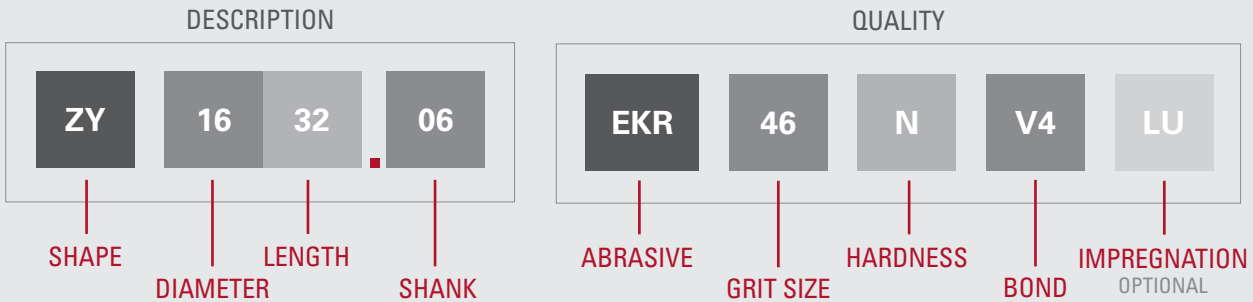 DESCRIPTION
ZY 16 32 . 06
SHAPE
DIAMETER
LENGTH
SHANK
QUALITY
EKR 46 N V4 LU
ABRASIVE
GRIT SIZE
HARDNESS
BOND
IMPREGNATION
OPTIONAL